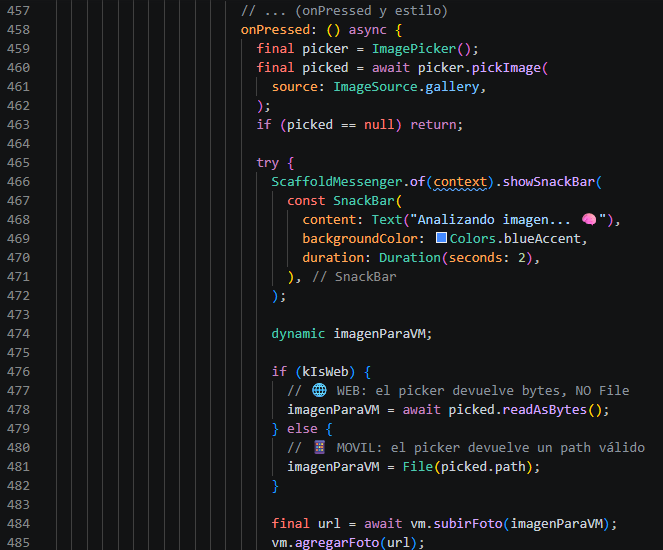 457 // ... (onPressed y estilo)
458 onPressed: () async {
459 final picker = ImagePicker();
460 final picked = await picker.pickImage(
461 source: ImageSource.gallery,
462 );
463 if (picked == null) return;
464
465 try {
466 ScaffoldMessenger.of(context).showSnackBar(
467 const SnackBar(
468 content: Text("Analizando imagen... 🧠"),
469 backgroundColor: Colors.blueAccent,
470 duration: Duration(seconds: 2),
471 ), // SnackBar
472 );
473
474 dynamic imagenParaVM;
475
476 if (kIsWeb) {
477 // 🌐 WEB: el picker devuelve bytes, NO File
478 imagenParaVM = await picked.readAsBytes();
479 } else {
480 // 📱 MOVIL: el picker devuelve un path válido
481 imagenParaVM = File(picked.path);
482 }
483
484 final url = await vm.subirFoto(imagenParaVM);
485 vm.agregarFoto(url);